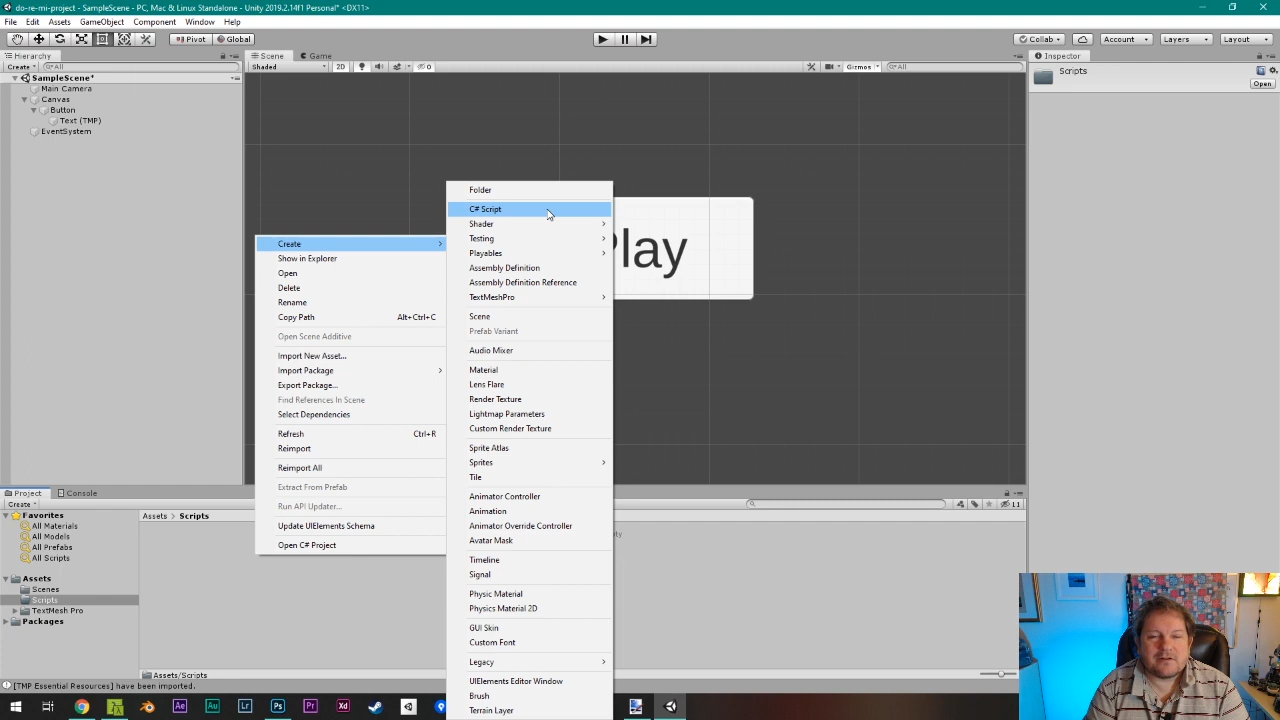 do-re-mi-project - SampleScene - PC, Mac & Linux Standalone - Unity 2019.2.14f1 Personal* <DX11>
File Edit Assets GameObject Component Window Help
Pivot Global
Collab Account Layers Layout
Hierarchy
Create All
SampleScene*
Main Camera
Canvas
Button
Text (TMP)
EventSystem
Scene Game
Shaded 2D 0 Gizmos All
Play
Inspector
Scripts
Open
Create
Show in Explorer
Open
Delete
Rename
Copy Path Alt+Ctrl+C
Open Scene Additive
Import New Asset...
Import Package
Export Package...
Find References In Scene
Select Dependencies
Refresh Ctrl+R
Reimport
Reimport All
Extract From Prefab
Run API Updater...
Update UIElements Schema
Open C# Project
Folder
C# Script
Shader
Testing
Playables
Assembly Definition
Assembly Definition Reference
TextMeshPro
Scene
Prefab Variant
Audio Mixer
Material
Lens Flare
Render Texture
Lightmap Parameters
Custom Render Texture
Sprite Atlas
Sprites
Tile
Animator Controller
Animation
Animator Override Controller
Avatar Mask
Timeline
Signal
Physic Material
Physics Material 2D
GUI Skin
Custom Font
Legacy
UIElements Editor Window
Brush
Terrain Layer
Project Console
Create 11
Favorites
All Materials
All Models
All Prefabs
All Scripts
Assets
Scenes
Scripts
TextMesh Pro
Packages
Assets > Scripts
Assets/Scripts
[TMP Essential Resources] have been imported.
Ae Au Lr Ps Pr Xd